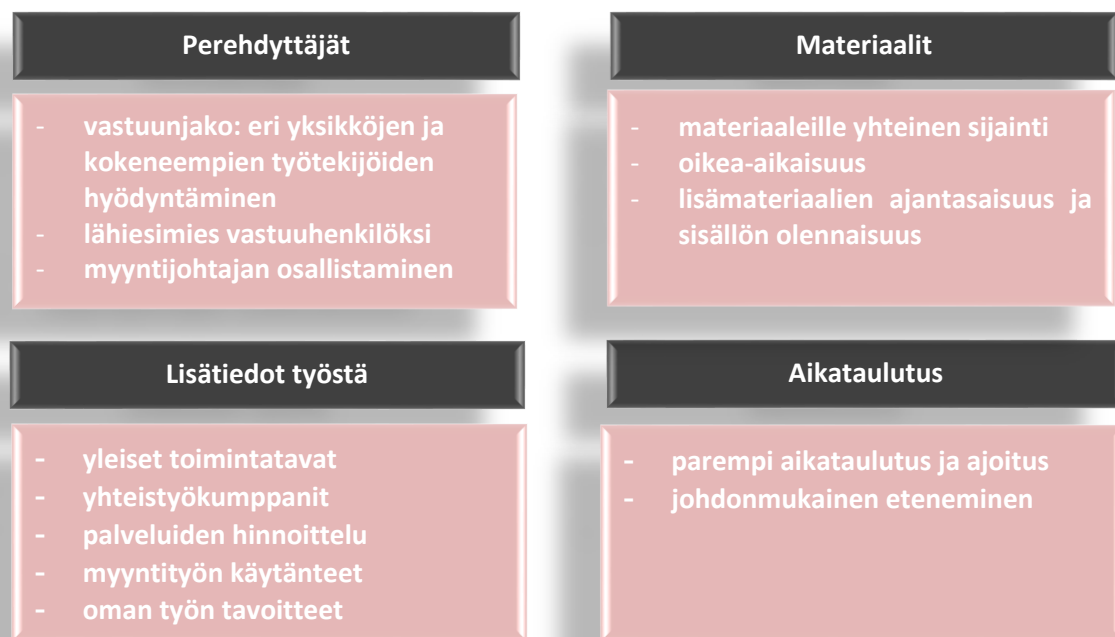 Perehdyttäjät
- vastuunjako: eri yksikköjen ja
kokeneempien työtekijöiden
hyödyntäminen
- lähiesimies vastuuhenkilöksi
- myyntijohtajan osallistaminen
Materiaalit
- materiaaleille yhteinen sijainti
- oikea-aikaisuus
- lisämateriaalien ajantasaisuus ja
sisällön olennaisuus
Lisätiedot työstä
- yleiset toimintatavat
- yhteistyökumppanit
- palveluiden hinnoittelu
- myyntityön käytänteet
- oman työn tavoitteet
Aikataulutus
- parempi aikataulutus ja ajoitus
- johdonmukainen eteneminen